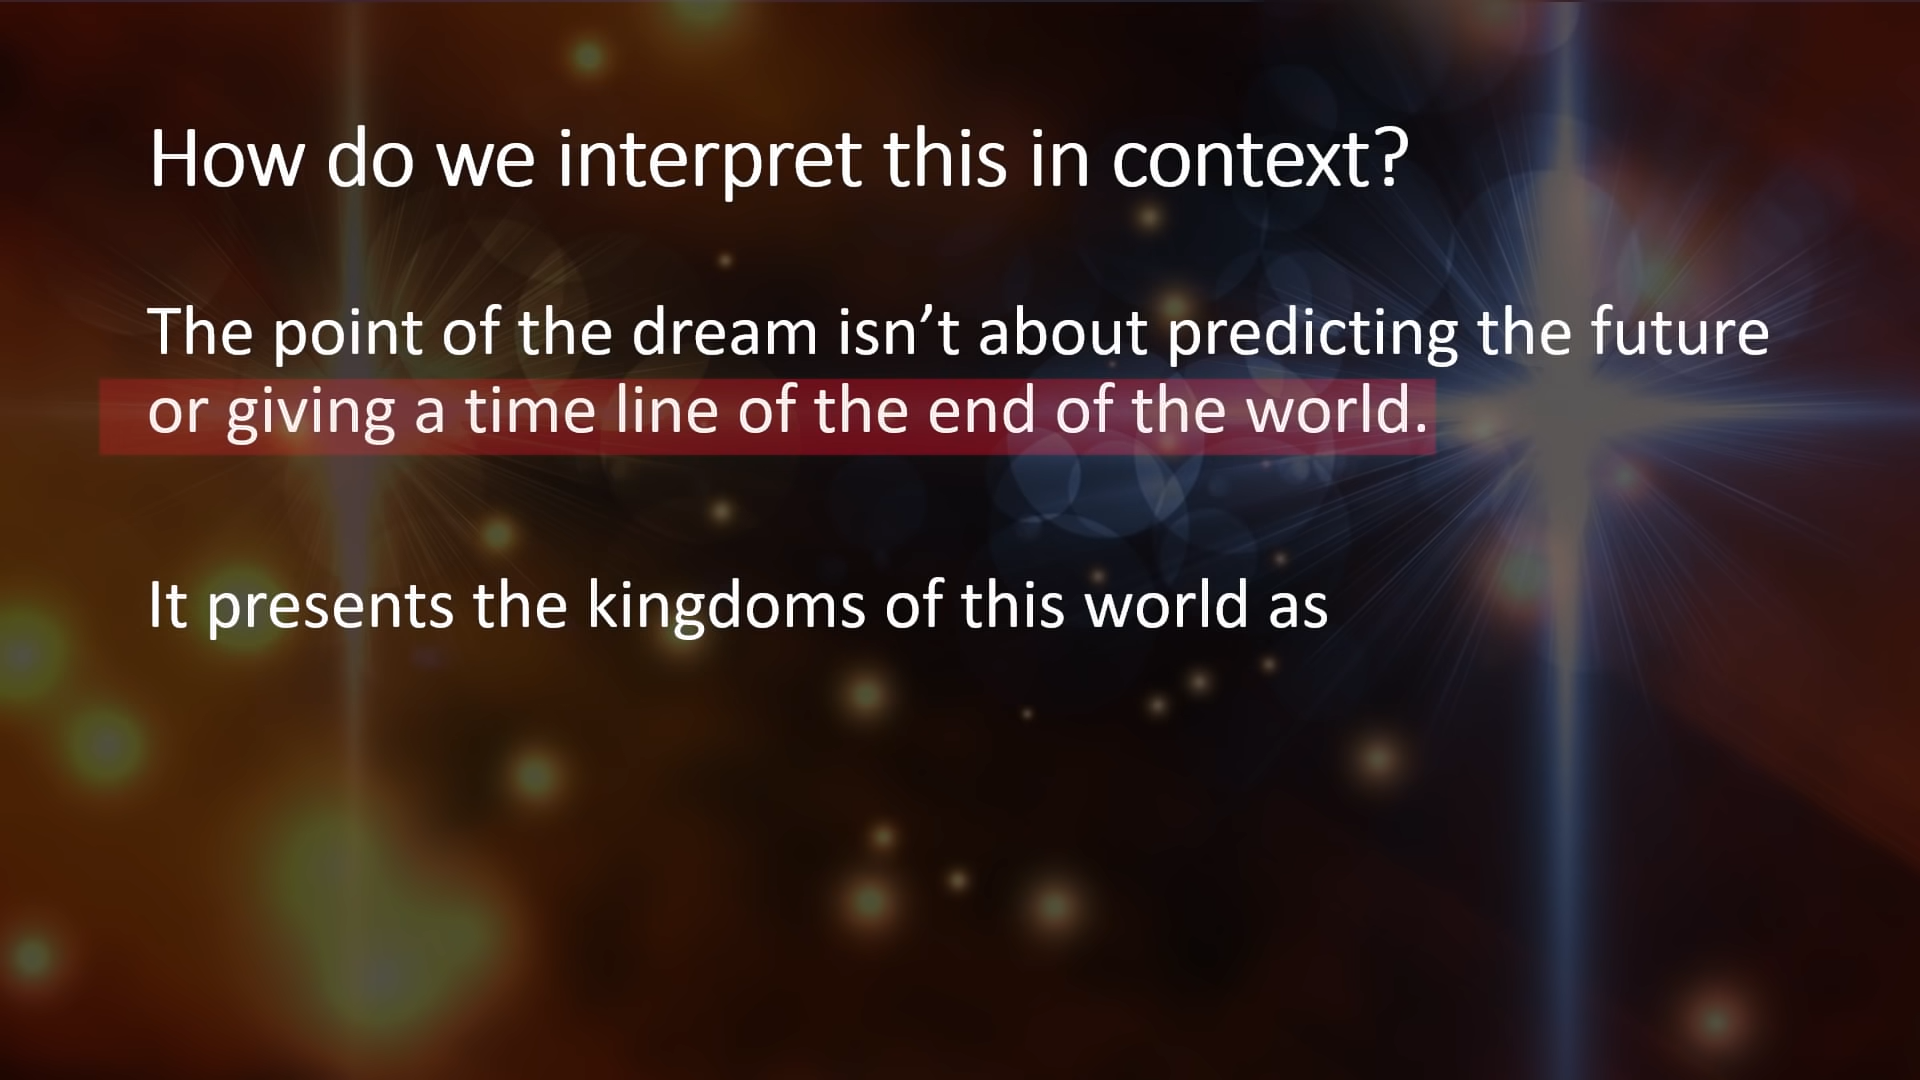 How do we interpret this in context?
The point of the dream isn’t about predicting the future
or giving a time line of the end of the world.
It presents the kingdoms of this world as